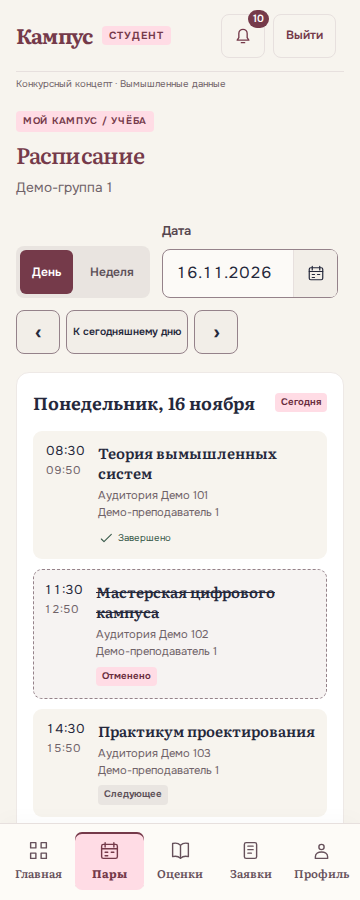 Кампус
СТУДЕНТ
10
Выйти
Конкурсный концепт · Вымышленные данные
МОЙ КАМПУС / УЧЁБА
Расписание
Демо-группа 1
Дата
День
Неделя
16.11.2026
‹
К сегодняшнему дню
›
Понедельник, 16 ноября
Сегодня
08:30
09:50
Теория вымышленных
систем
Аудитория Демо 101
Демо-преподаватель 1
Завершено
11:30
12:50
Мастерская цифрового
кампуса
Аудитория Демо 102
Демо-преподаватель 1
Отменено
14:30
15:50
Практикум проектирования
Аудитория Демо 103
Демо-преподаватель 1
Следующее
Главная
Пары
Оценки
Заявки
Профиль